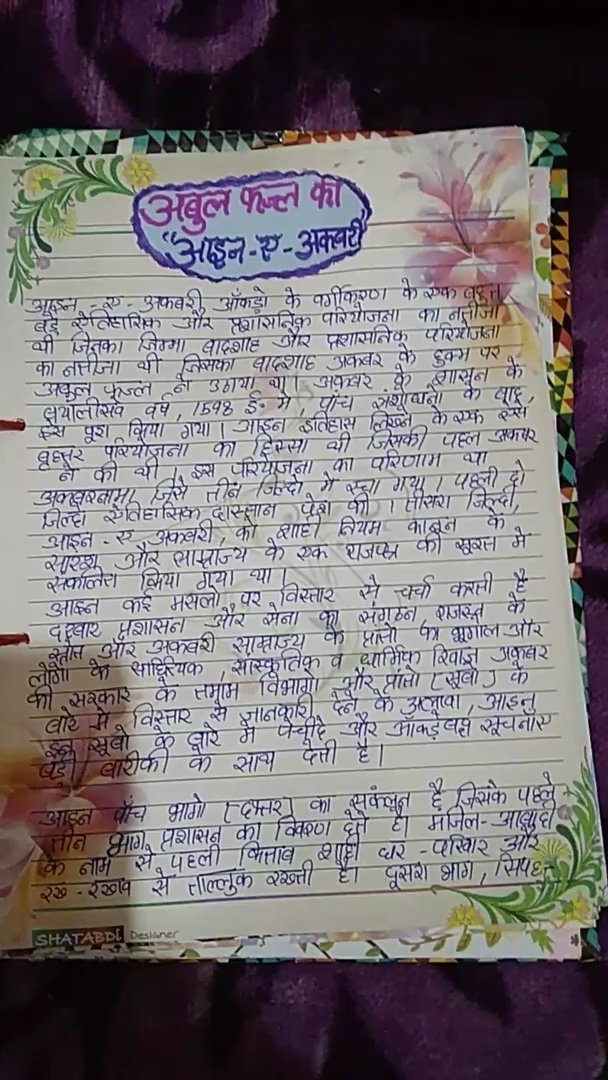 अबुल फज्ल का
"आइन-ए-अकबरी"
आइन-ए-अकबरी आँकड़ो के वर्गीकरण के एक बहुत
बड़े ऐतिहासिक और प्रशासनिक परियोजना का नतीजा
थी जिसका जिम्मा बादशाह और प्रशासनिक परियोजना
का नतीजा थी जिसका बादशाह अकबर के हुक्म पर
अबुल फज्ल ने उठाया था। अकबर के शासन के
बयालीसवें वर्ष, 1598 ई. में, पाँच संशोधनो के बाद,
इसे पूरा किया गया। आइन इतिहास लिखने के एक ऐसे
वृहत्तर परियोजना का हिस्सा थी जिसकी पहल अकबर
ने की थी। इस परियोजना का परिणाम था
अकबरनामा जिसे तीन जिल्दो में रचा गया। पहली दो
जिल्दो ऐतिहासिक दास्तान पेश की। तीसरी जिल्द,
आइन-ए-अकबरी, को शाही नियम कानून के
सारांश और साम्राज्य के एक राजपत्र की सूरत में
संकलित किया गया था।
आइन कई मसलो पर विस्तार से चर्चा करती है
दरबार प्रशासन और सेना का संगठन राजस्व के
स्रोत और अकबरी साम्राज्य के प्रांतो का भूगोल और
लोगो के साहित्यिक, सांस्कृतिक व धार्मिक रिवाज अकबर
की सरकार के तमाम विभागो और प्रांतो (सूबो) के
बारे में विस्तार से जानकारी देने के अलावा, आइन
इन सूबो के बारे में पेचीदे और आँकड़ेबद्ध सूचनाएं
बड़ी बारीकी के साथ देती है।
आइन पाँच भागो (दफ्तर) का संकलन है जिसके पहले
तीन भाग प्रशासन का विवरण देते है। मंजिल-आबादी
के नाम से पहली किताब शाही घर-परिवार और
रख-रखाव से ताल्लुक रखती है। दूसरा भाग, सिपह-
SHATABDI Designer